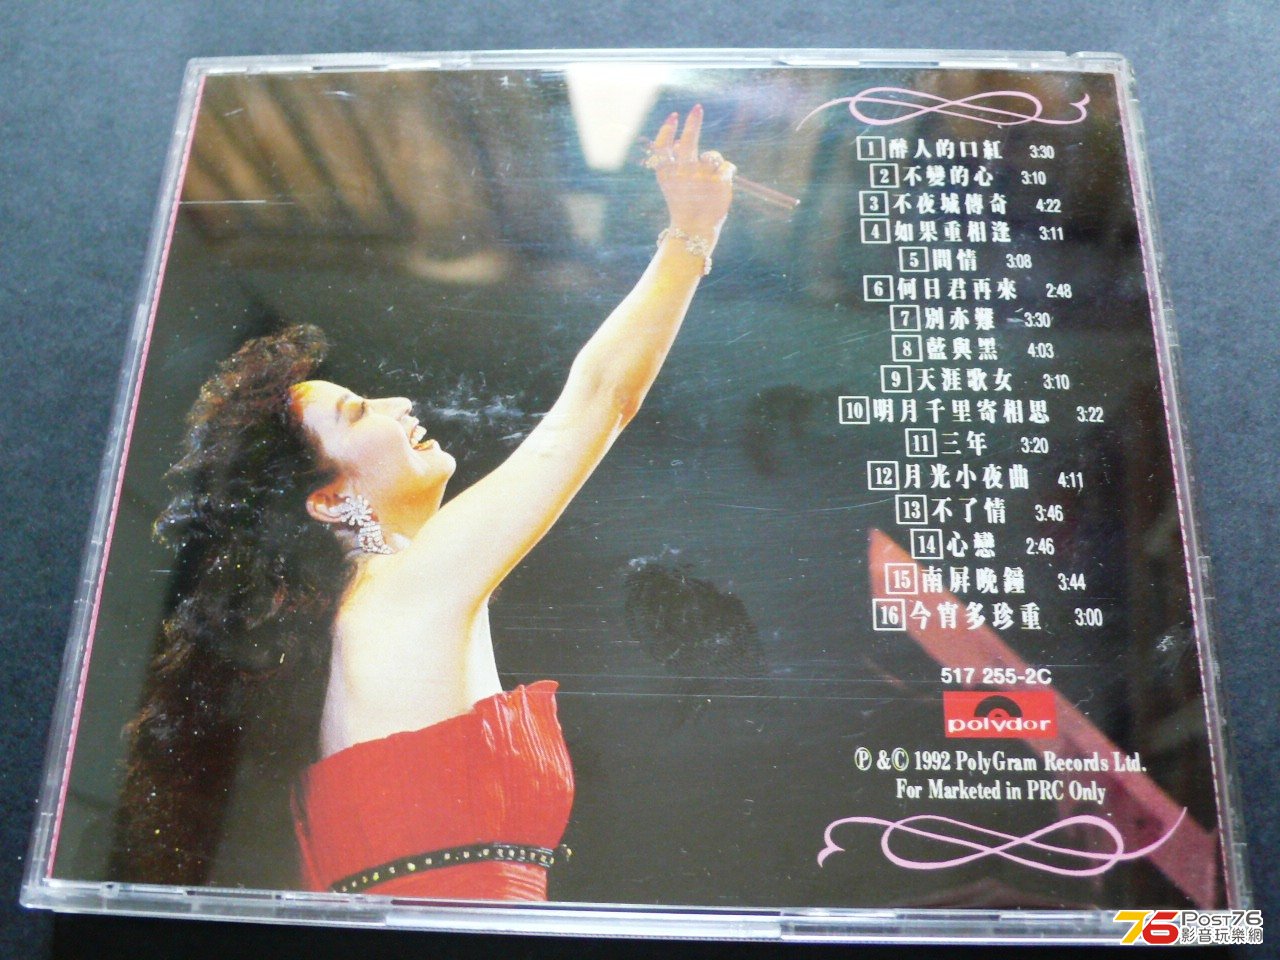 1 醉人的口紅 3:30
2 不變的心 3:10
3 不夜城傳奇 4:22
4 如果重相逢 3:11
5 問情 3:08
6 何日君再來 2:48
7 別亦難 3:30
8 藍與黑 4:03
9 天涯歌女 3:10
10 明月千里寄相思 3:22
11 三年 3:20
12 月光小夜曲 4:11
13 不了情 3:46
14 心戀 2:46
15 南屏晚鐘 3:44
16 今宵多珍重 3:00
517 255-2C
polydor
Ⓟ & Ⓒ 1992 PolyGram Records Ltd.
For Marketed in PRC Only
76 Post76
影音玩樂網